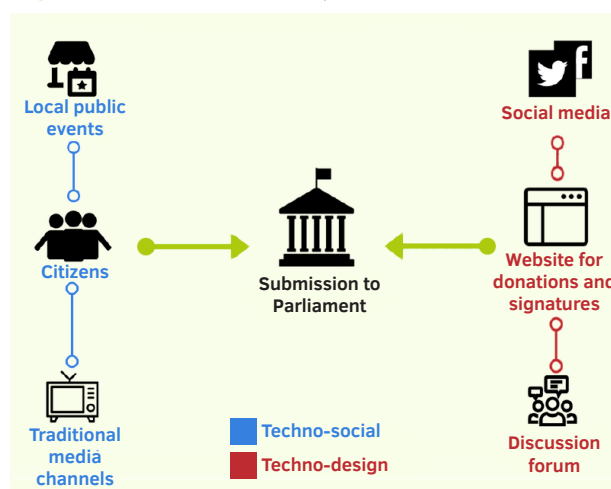 Local public
events
Citizens
Traditional
media
channels
Submission to
Parliament
Techno-social
Techno-design
f
Social media
Website for
donations and
signatures
Discussion
forum